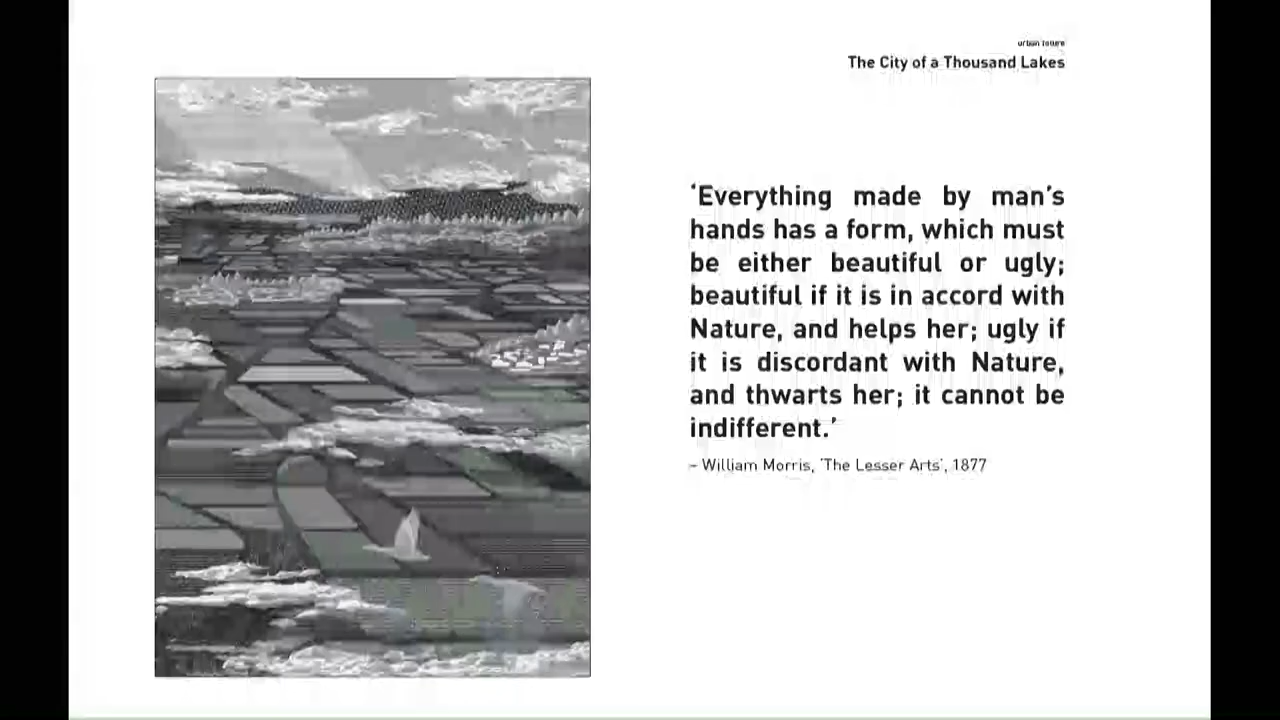 The City of a Thousand Lakes
‘Everything made by man’s
hands has a form, which must
be either beautiful or ugly;
beautiful if it is in accord with
Nature, and helps her; ugly if
it is discordant with Nature,
and thwarts her; it cannot be
indifferent.’
– William Morris, ‘The Lesser Arts’, 1877